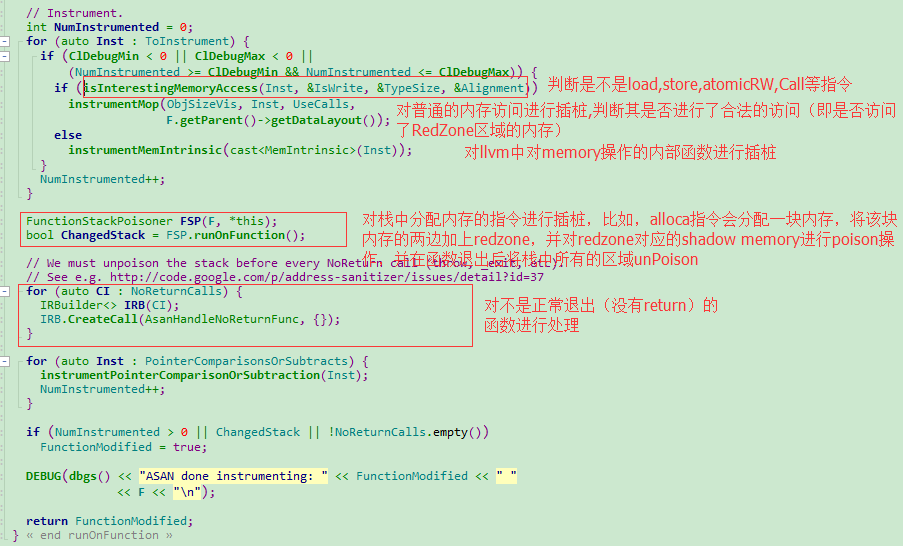 // Instrument.
int NumInstrumented = 0;
for (auto Inst : ToInstrument) {
if (ClDebugMin < 0 || ClDebugMax < 0 ||
(NumInstrumented >= ClDebugMin && NumInstrumented <= ClDebugMax)) {
if (isInterestingMemoryAccess(Inst, &IsWrite, &TypeSize, &Alignment))
判断是不是load,store,atomicRW,Call等指令
instrumentMop(ObjSizeVis, Inst, UseCalls,
F.getParent()->getDataLayout());
对普通的内存访问进行插桩,判断其是否进行了合法的访问（即是否访问
了RedZone区域的内存）
else
instrumentMemIntrinsic(cast<MemIntrinsic>(Inst));
对llvm中对memory操作的内部函数进行插桩
}
NumInstrumented++;
}
FunctionStackPoisoner FSP(F, *this);
bool ChangedStack = FSP.runOnFunction();
对栈中分配内存的指令进行插桩，比如，alloca指令会分配一块内存，将该块
内存的两边加上redzone，并对redzone对应的shadow memory进行poison操
作，并在函数退出后将栈中所有的区域unPoison
// We must unpoison the stack before every NoReturn call (throw, _exit, etc).
// See e.g. http://code.google.com/p/address-sanitizer/issues/detail?id=37
for (auto CI : NoReturnCalls) {
IRBuilder<> IRB(CI);
IRB.CreateCall(AsanHandleNoReturnFunc, {});
}
对不是正常退出（没有return）的
函数进行处理
for (auto Inst : PointerComparisonsOrSubtracts) {
instrumentPointerComparisonOrSubtraction(Inst);
NumInstrumented++;
}
if (NumInstrumented > 0 || ChangedStack || !NoReturnCalls.empty())
FunctionModified = true;
DEBUG(dbgs() << "ASAN done instrumenting: " << FunctionModified << " "
<< F << "\n");
return FunctionModified;
} « end runOnFunction »